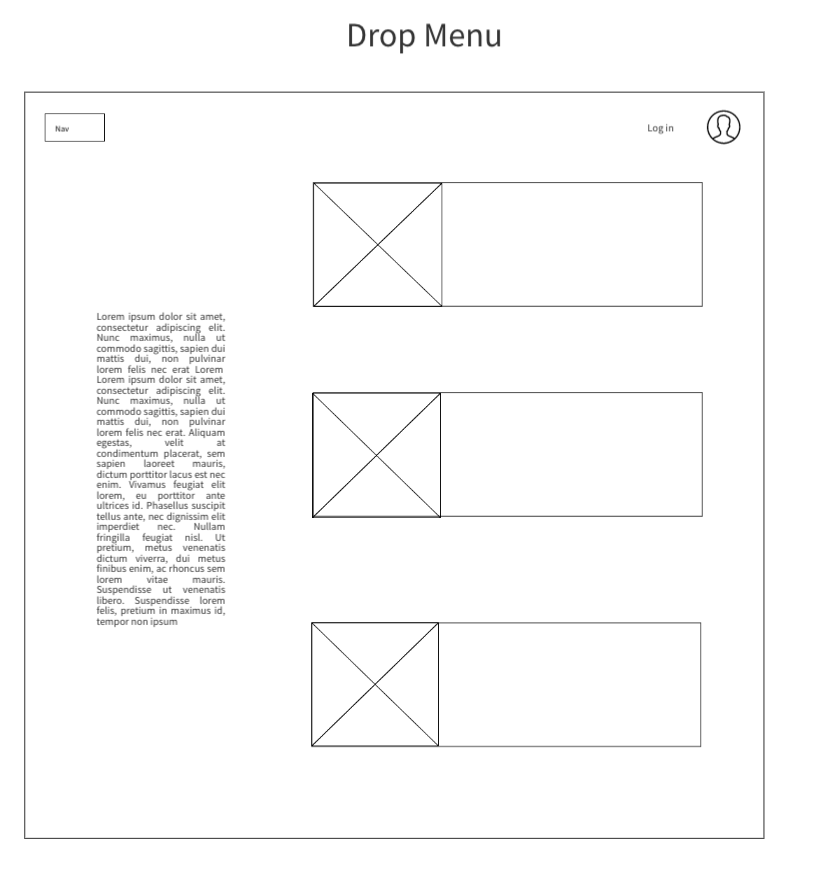 Drop Menu
Nav
Log in
Lorem ipsum dolor sit amet,
consectetur adipiscing elit.
Nunc maximus, nulla ut
commodo sagittis, sapien dui
mattis dui, non pulvinar
lorem felis nec erat Lorem
Lorem ipsum dolor sit amet,
consectetur adipiscing elit.
Nunc maximus, nulla ut
commodo sagittis, sapien dui
mattis dui, non pulvinar
lorem felis nec erat. Aliquam
egestas, velit at
condimentum placerat, sem
sapien laoreet mauris,
dictum porttitor lacus est nec
enim. Vivamus feugiat elit
lorem, eu porttitor ante
ultrices id. Phasellus suscipit
tellus ante, nec dignissim elit
imperdiet nec. Nullam
fringilla feugiat nisl. Ut
pretium, metus venenatis
dictum viverra, dui metus
finibus enim, ac rhoncus sem
lorem vitae mauris.
Suspendisse ut venenatis
libero. Suspendisse lorem
felis, pretium in maximus id,
tempor non ipsum